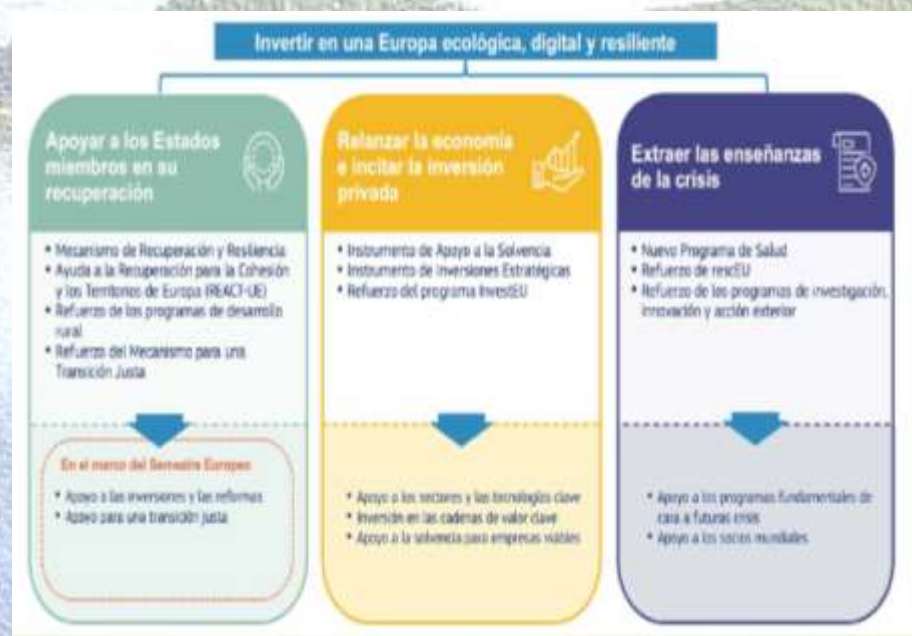 Invertir en una Europa ecológica, digital y resiliente
Apoyar a los Estados
miembros en su
recuperación
• Mecanismo de Recuperación y Resiliencia
• Ayuda a la Recuperación para la Cohesión
y los Territorios de Europa (REACT-UE)
• Refuerzo de los programas de desarrollo
rural
• Refuerzo del Mecanismo para una
Transición Justa
En el marco del Semestre Europeo
• Apoyo a las inversiones y las reformas
• Apoyo para una transición justa
Relanzar la economía
e incitar la inversión
privada
• Instrumento de Apoyo a la Solvencia
• Instrumento de Inversiones Estratégicas
• Refuerzo del programa InvestEU
• Apoyo a los sectores y las tecnologías clave
• Inversión en las cadenas de valor clave
• Apoyo a la solvencia para empresas viables
Extraer las enseñanzas
de la crisis
• Nuevo Programa de Salud
• Refuerzo de rescEU
• Refuerzo de los programas de investigación,
innovación y acción exterior
• Apoyo a los programas fundamentales de
cara a futuras crisis
• Apoyo a los socios mundiales